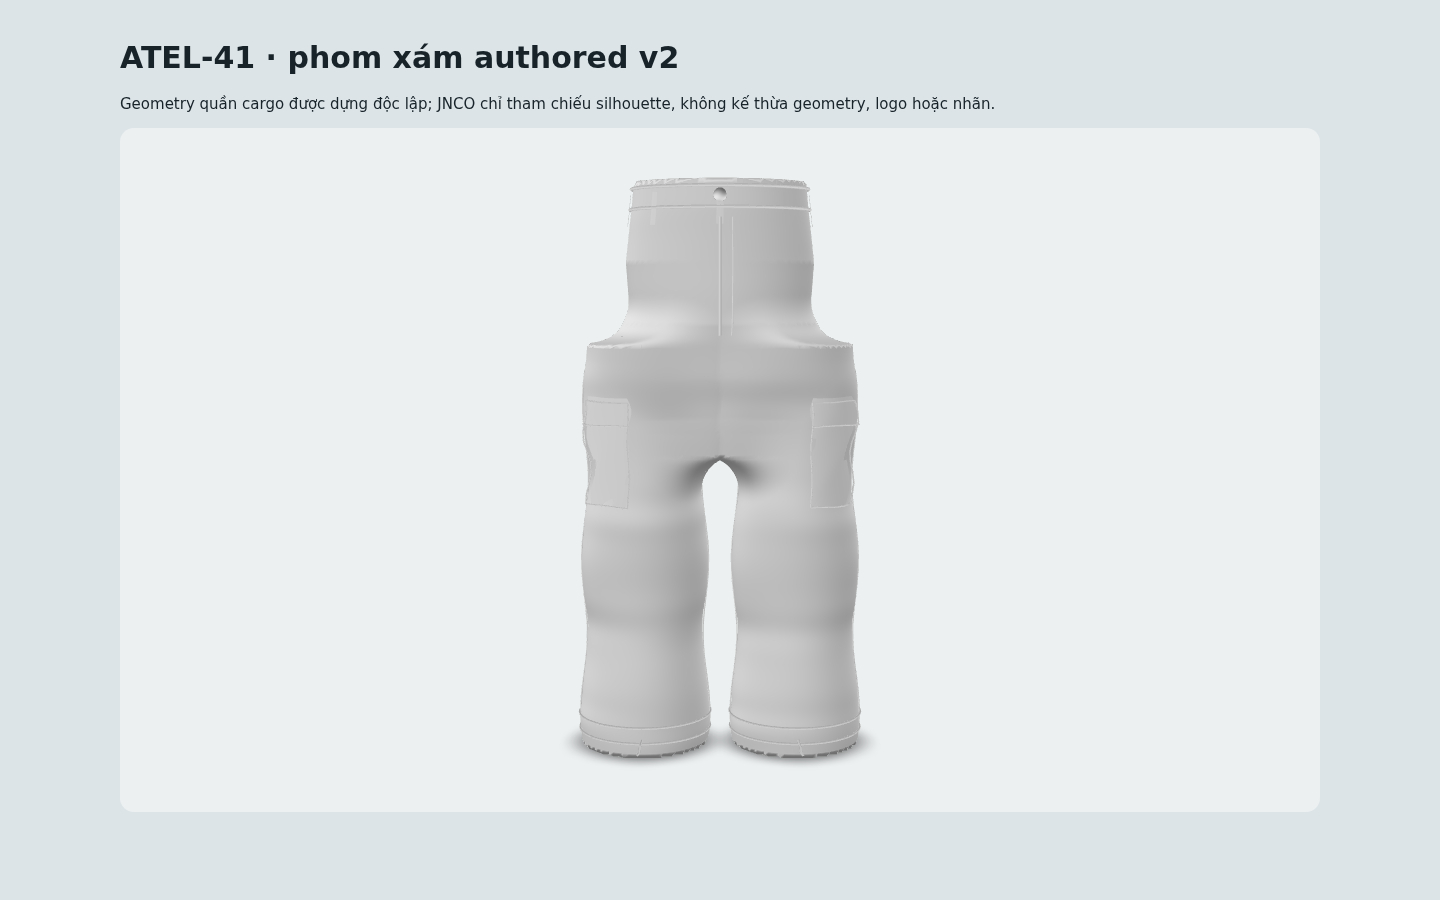 ATEL-41 · phom xám authored v2
Geometry quần cargo được dựng độc lập; JNCO chỉ tham chiếu silhouette, không kế thừa geometry, logo hoặc nhãn.